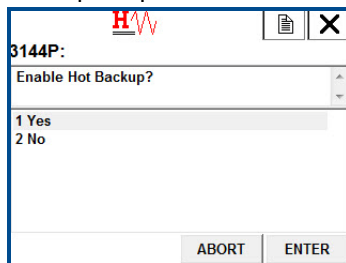 H
3144P:
Enable Hot Backup?
1 Yes
2 No
ABORT ENTER